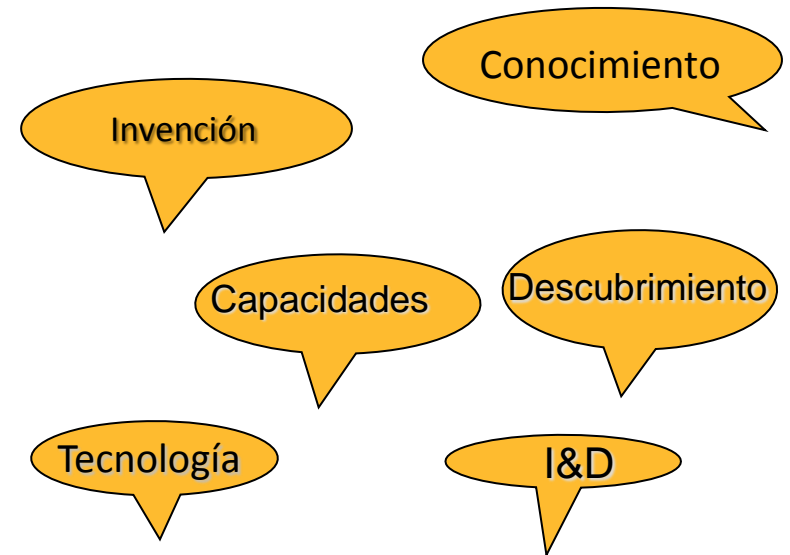 Conocimiento
Invención
Capacidades
Descubrimiento
Tecnología
I&D